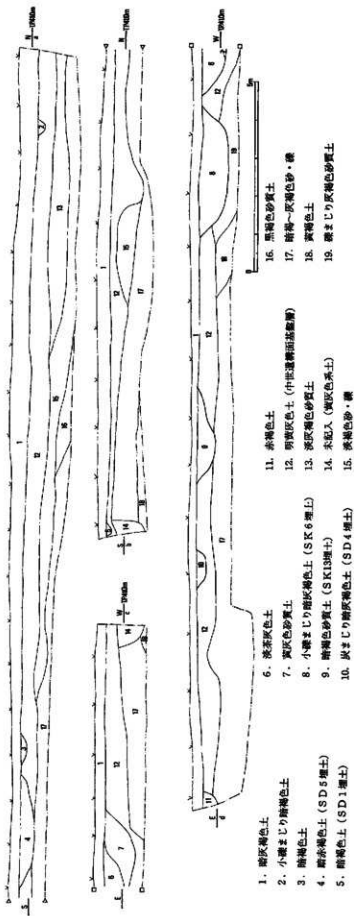 1. 暗灰褐色土
2. 小礫まじり暗褐色土
3. 暗褐色土
4. 暗赤褐色土（SD5埋土）
5. 暗褐色土（SD1埋土）
6. 淡茶灰色土
7. 黄灰色砂質土
8. 小礫まじり暗灰褐色土（SK6埋土）
9. 暗褐色砂質土（SK13埋土）
10. 炭まじり暗灰褐色土（SD4埋土）
11. 赤褐色土
12. 明黄灰色土（中世遺構面基盤層）
13. 淡灰褐色砂質土
14. 未記入（黄灰色系土）
15. 淡褐色砂・礫
16. 黒褐色砂質土
17. 暗褐～灰褐色砂・礫
18. 黄褐色土
19. 礫まじり灰褐色砂質土
0
5m